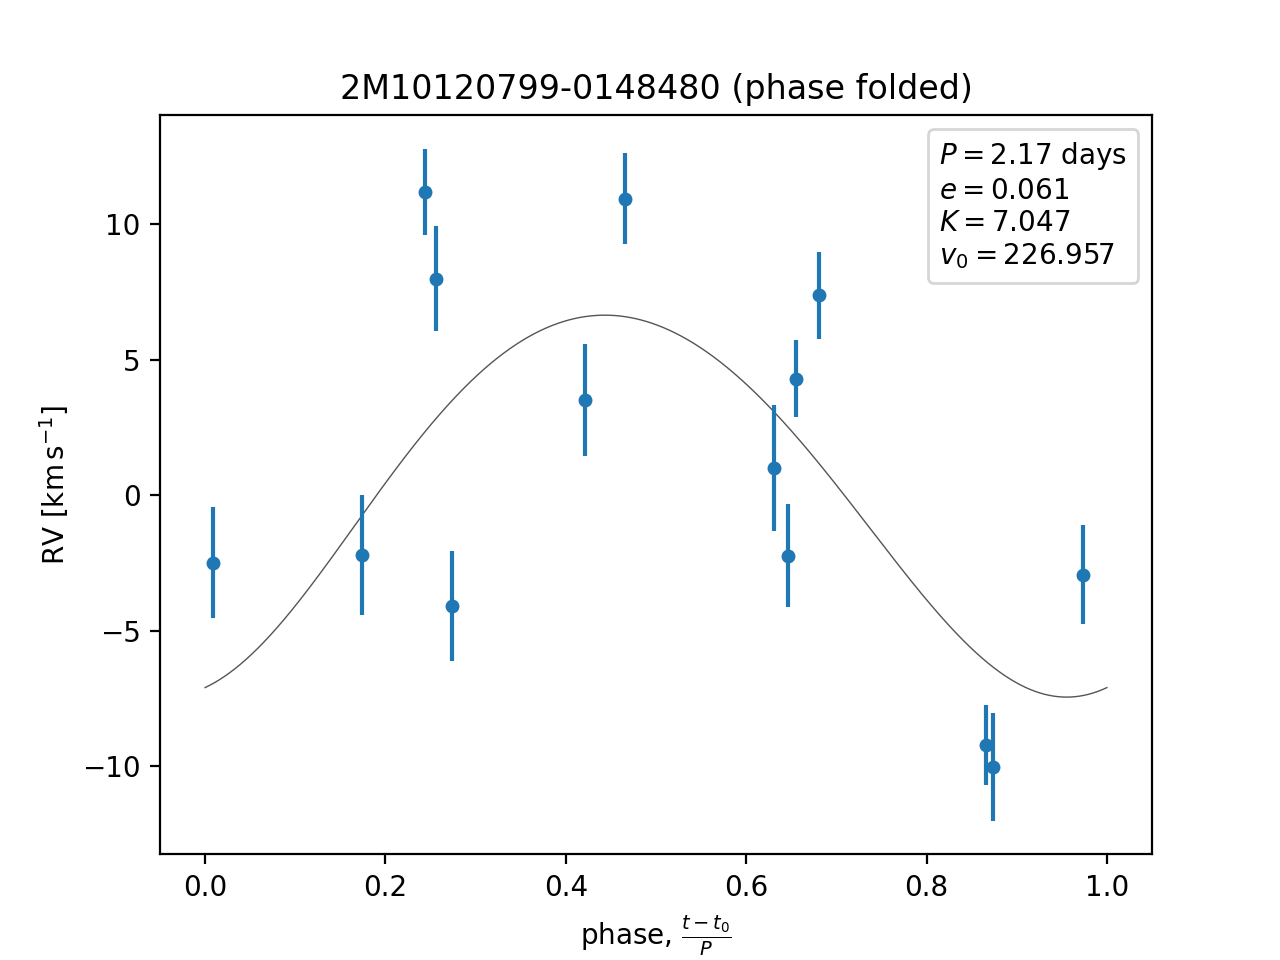 2M10120799-0148480 (phase folded)
P = 2.17 days
e = 0.061
K = 7.047
v₀ = 226.957
10
5
0
−5
−10
RV [km s⁻¹]
0.0 0.2 0.4 0.6 0.8 1.0
phase, (t − t₀)/P